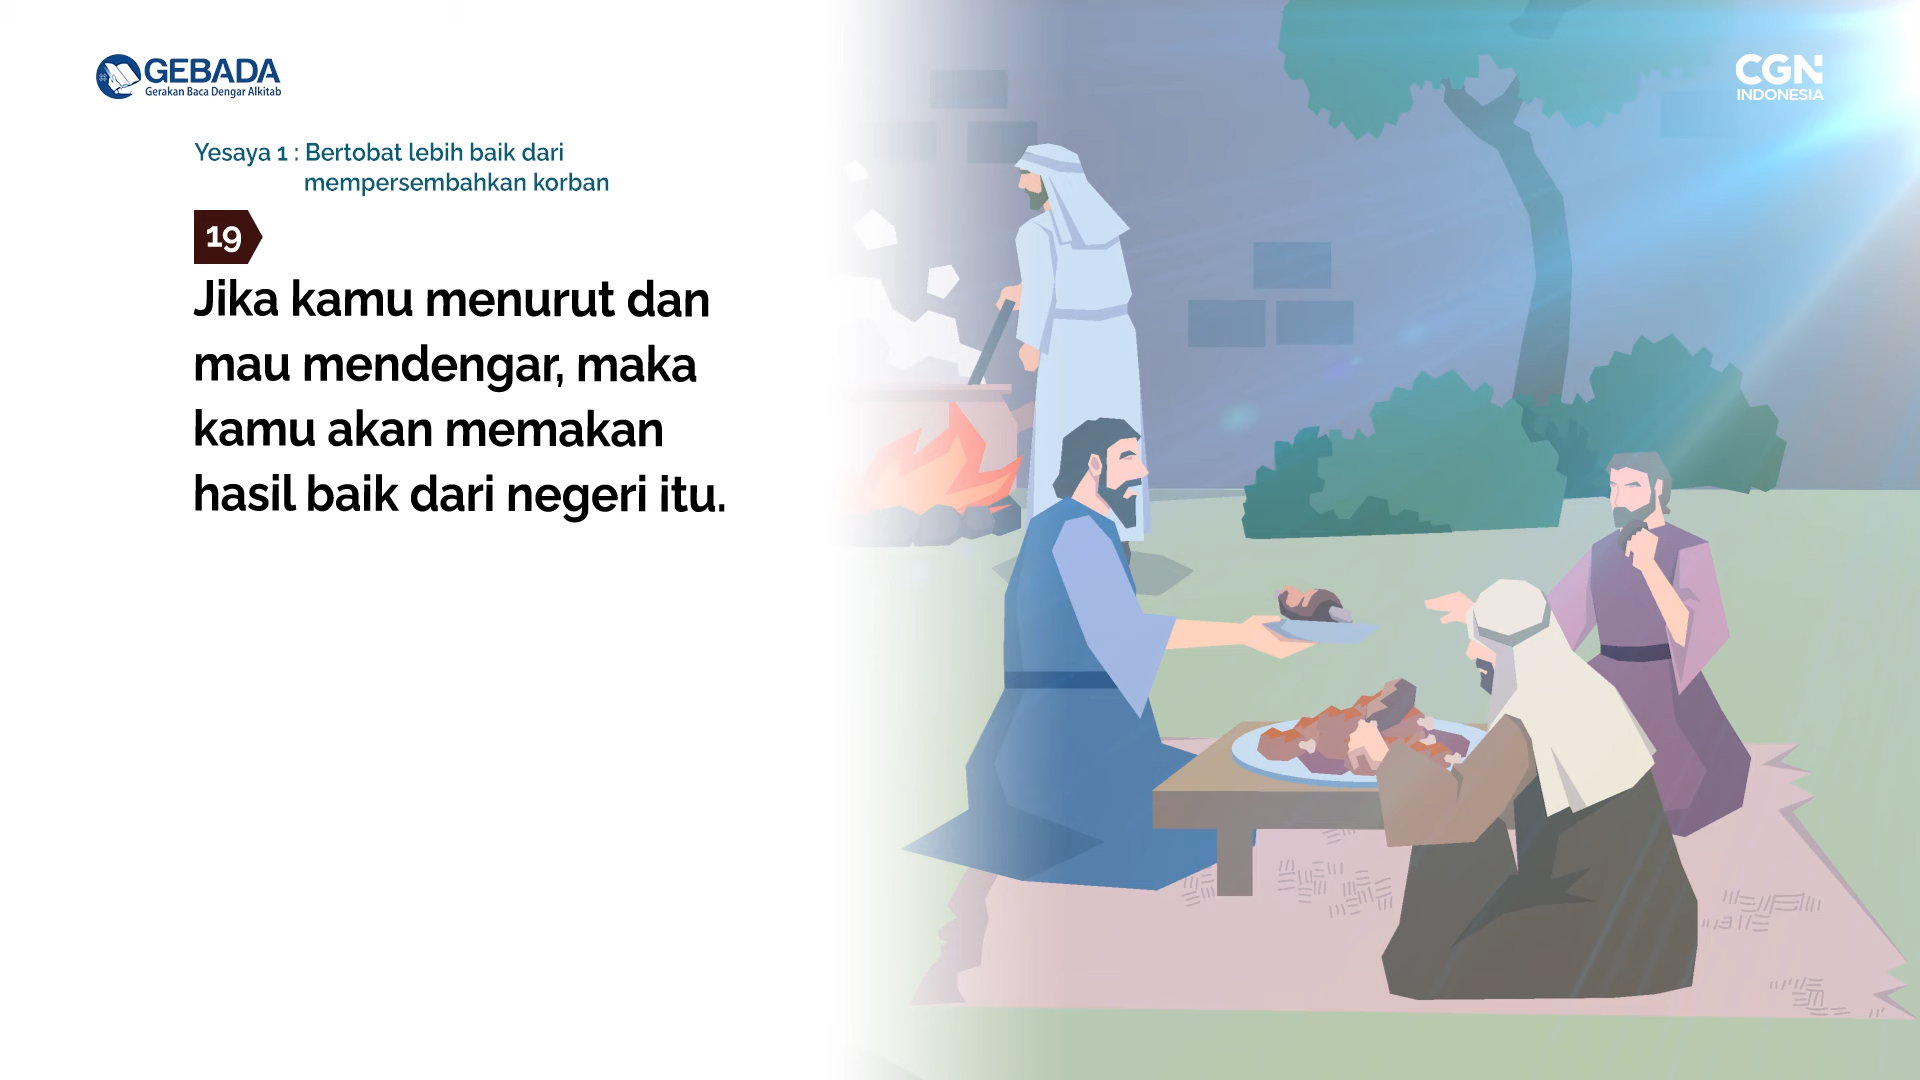 GEBADA
Gerakan Baca Dengar Alkitab
CGN
INDONESIA
Yesaya 1 : Bertobat lebih baik dari
mempersembahkan korban
19
Jika kamu menurut dan
mau mendengar, maka
kamu akan memakan
hasil baik dari negeri itu.